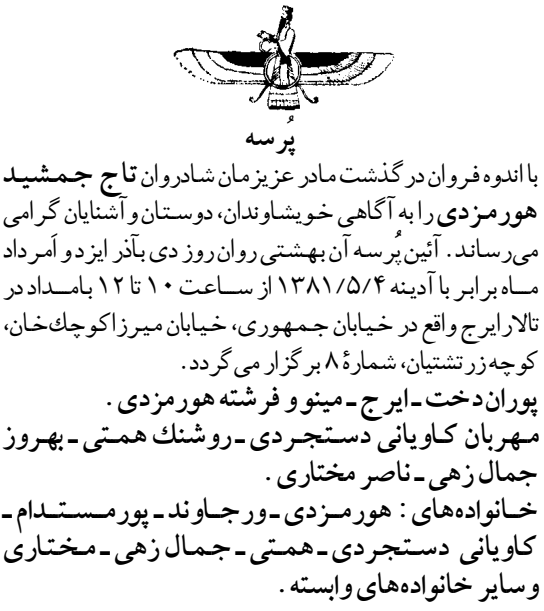 پُرسه
با اندوه فروان درگذشت مادر عزیزمان شادروان تاج جمشید
هورمزدی را به آگاهی خویشاوندان، دوستان و آشنایان گرامی
می‌رساند. آئین پُرسه آن بهشتی روان روز دی بآذر ایزد و اَمرداد
ماه برابر با آدینه ۱۳۸۱/۵/۴ از ساعت ۱۰ تا ۱۲ بامداد در
تالار ایرج واقع در خیابان جمهوری، خیابان میرزا کوچك‌خان،
کوچه زرتشتیان، شمارهٔ ۸ برگزار می‌گردد.
پوران‌دخت ـ ایرج ـ مینو و فرشته هورمزدی.
مهربان کاویانی دستجردی ـ روشنك همتی ـ بهروز
جمال زهی ـ ناصر مختاری.
خانواده‌های: هورمزدی ـ ورجاوند ـ پورمستدام ـ
کاویانی دستجردی ـ همتی ـ جمال زهی ـ مختاری
و سایر خانواده‌های وابسته.